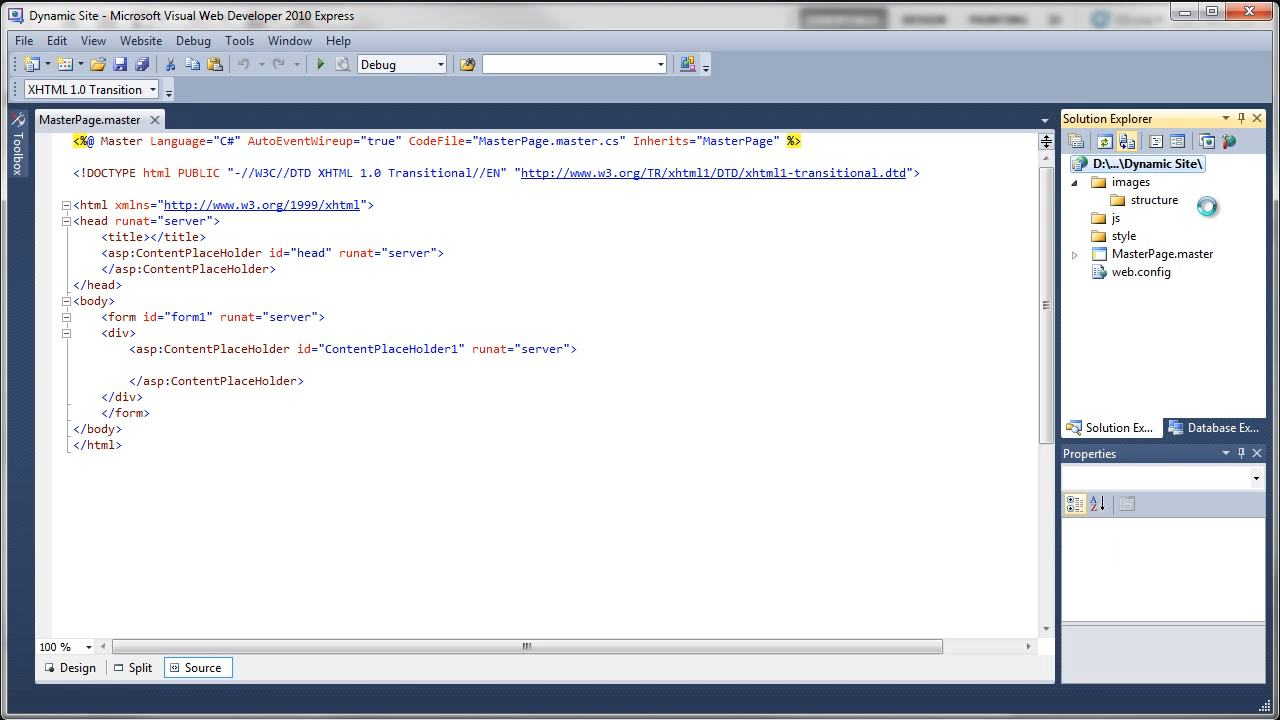 Dynamic Site - Microsoft Visual Web Developer 2010 Express
File Edit View Website Debug Tools Window Help
Debug
XHTML 1.0 Transition
Toolbox
MasterPage.master
<%@ Master Language="C#" AutoEventWireup="true" CodeFile="MasterPage.master.cs" Inherits="MasterPage" %>
<!DOCTYPE html PUBLIC "-//W3C//DTD XHTML 1.0 Transitional//EN" "http://www.w3.org/TR/xhtml1/DTD/xhtml1-transitional.dtd">
<html xmlns="http://www.w3.org/1999/xhtml">
<head runat="server">
<title></title>
<asp:ContentPlaceHolder id="head" runat="server">
</asp:ContentPlaceHolder>
</head>
<body>
<form id="form1" runat="server">
<div>
<asp:ContentPlaceHolder id="ContentPlaceHolder1" runat="server">
</asp:ContentPlaceHolder>
</div>
</form>
</body>
</html>
100 %
Design Split Source
Solution Explorer
D:\...\Dynamic Site\
images
structure
js
style
MasterPage.master
web.config
Solution Ex... Database Ex...
Properties